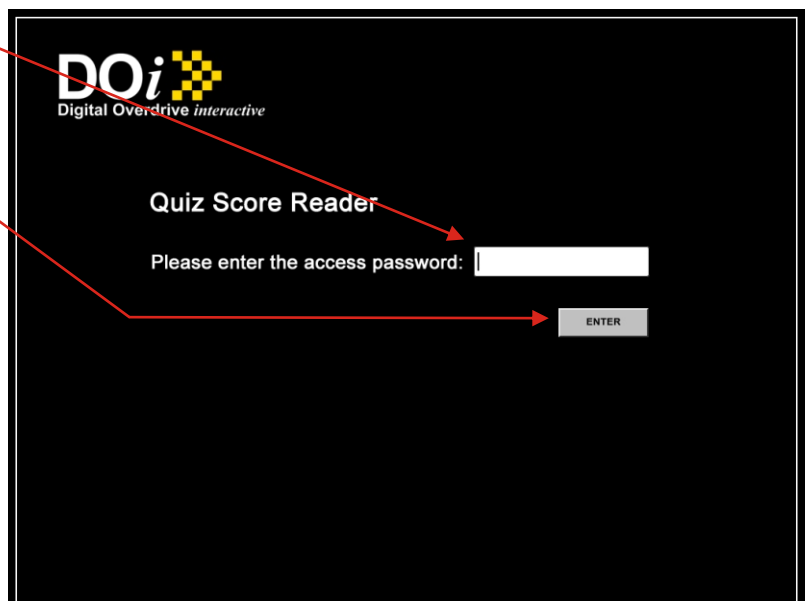 DOi
Digital Overdrive interactive
Quiz Score Reader
Please enter the access password:
ENTER